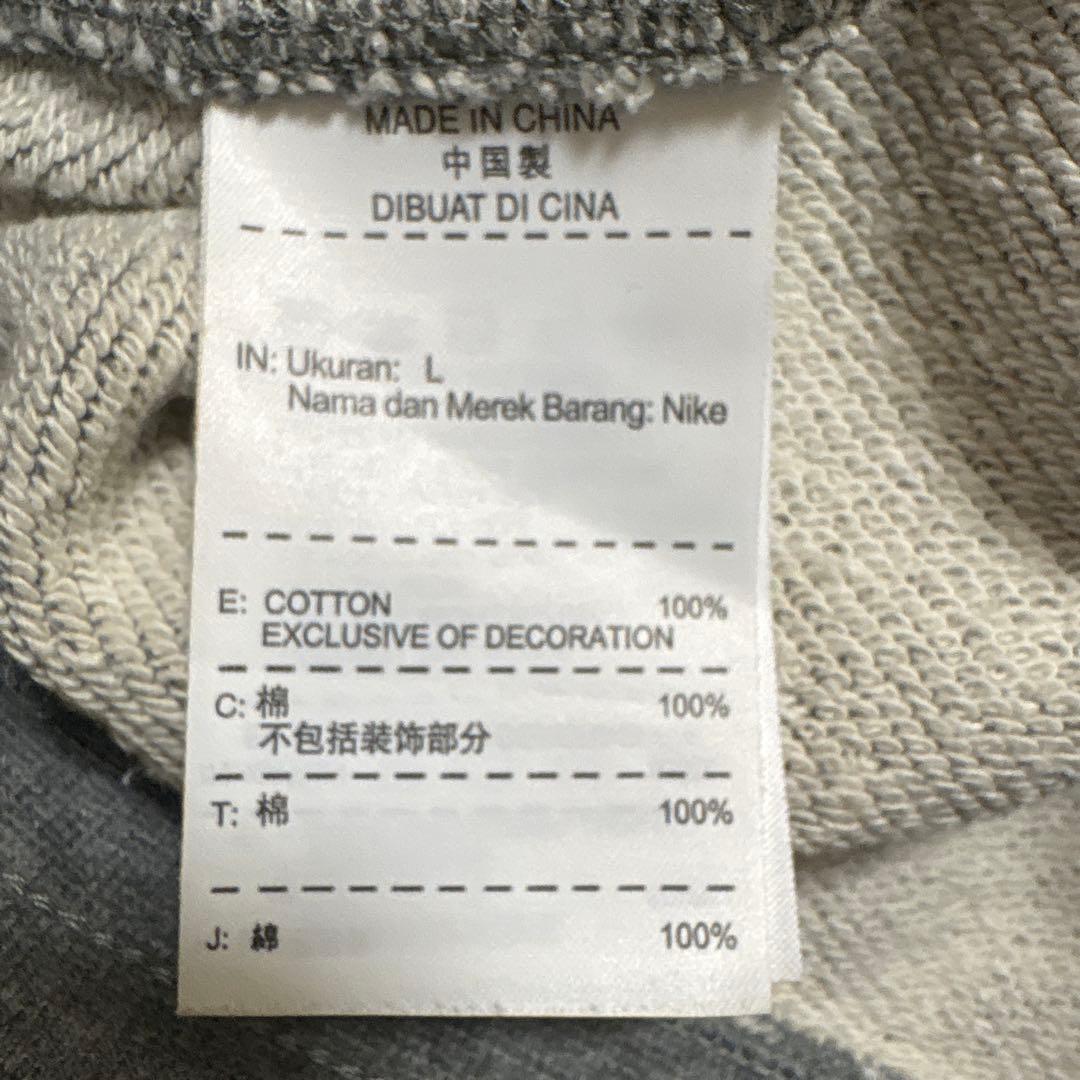 MADE IN CHINA
中国製
DIBUAT DI CINA
IN: Ukuran: L
Nama dan Merek Barang: Nike
E: COTTON 100%
EXCLUSIVE OF DECORATION
C: 棉 100%
不包括装饰部分
T: 棉 100%
J: 綿 100%